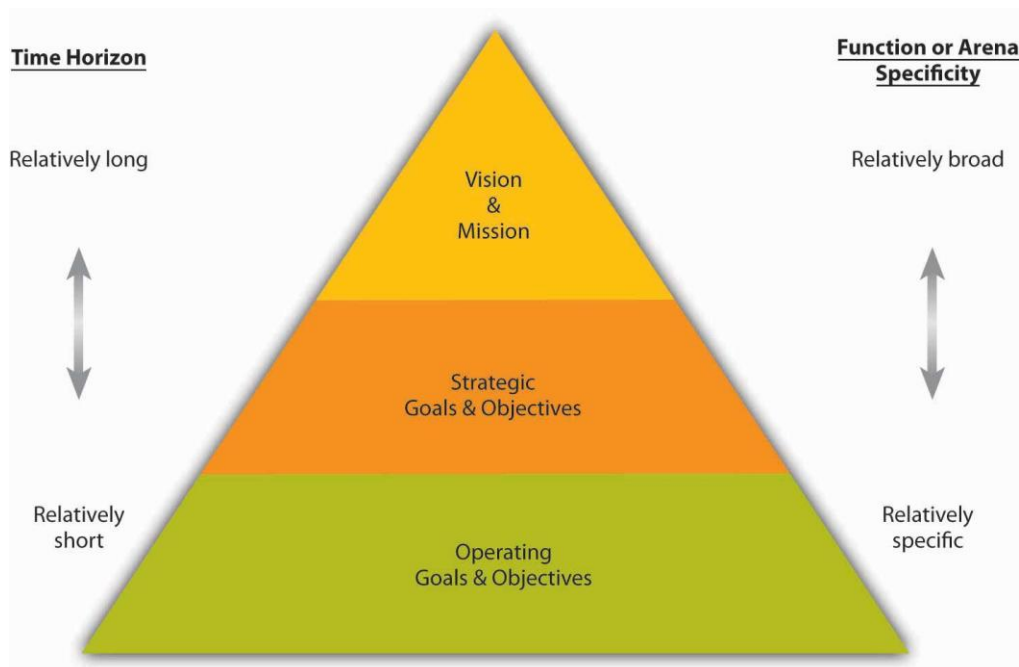 Time Horizon
Function or Arena
Specificity
Relatively long
Relatively broad
Vision
&
Mission
Strategic
Goals & Objectives
Relatively
short
Relatively
specific
Operating
Goals & Objectives